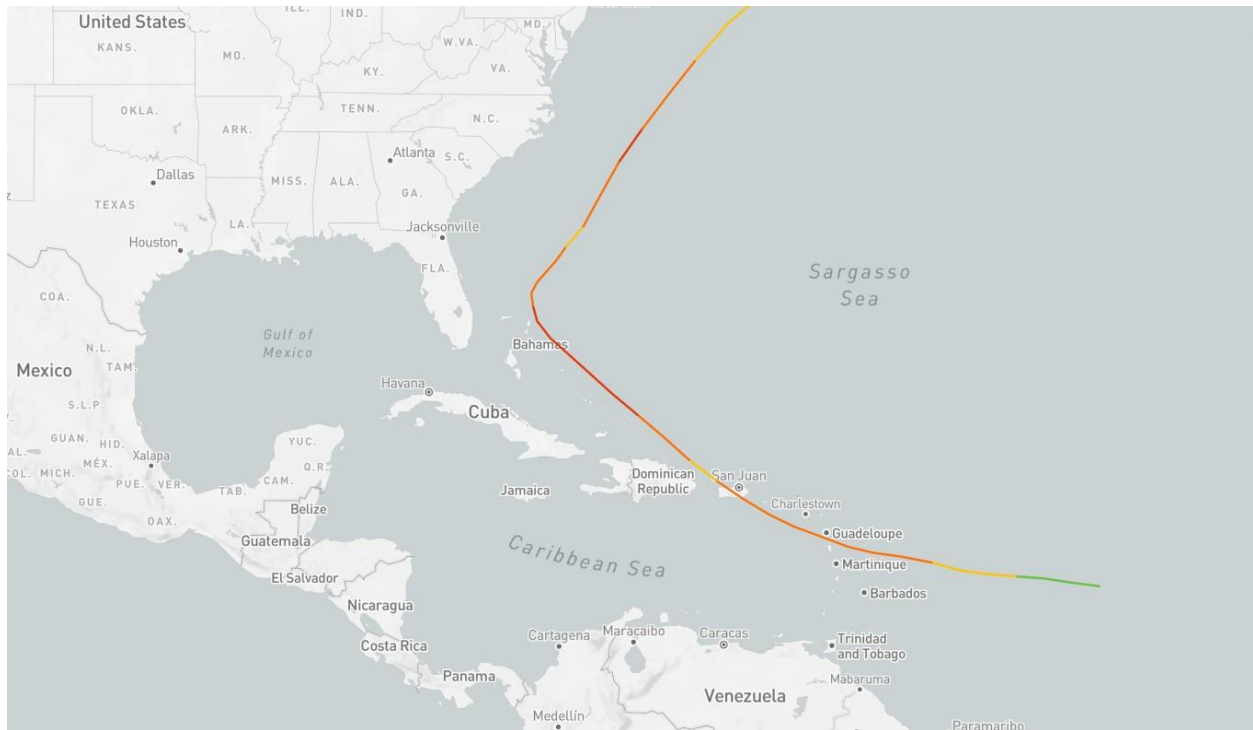 United States
ILL.
IND.
MD.
KANS.
MO.
W.VA.
KY.
VA.
OKLA.
TENN.
N.C.
ARK.
Atlanta
S.C.
Dallas
MISS.
ALA.
GA.
TEXAS
LA.
Jacksonville
Houston
FLA.
Sargasso
Sea
COA.
Gulf of
Mexico
Bahamas
N.L.
Mexico
TAM.
Havana
S.L.P.
Cuba
GUAN.
HID.
YUC.
AL.
MÉX.
Xalapa
Q.R.
COL.
MICH.
PUE.
VER.
CAM.
TAB.
Dominican
Republic
San Juan
GUE.
Jamaica
Charlestown
OAX.
Belize
Guadeloupe
Guatemala
Caribbean Sea
Martinique
El Salvador
Barbados
Nicaragua
Cartagena
Maracaibo
Caracas
Costa Rica
Trinidad
and Tobago
Panama
Mabaruma
Venezuela
Medellín
Paramaribo